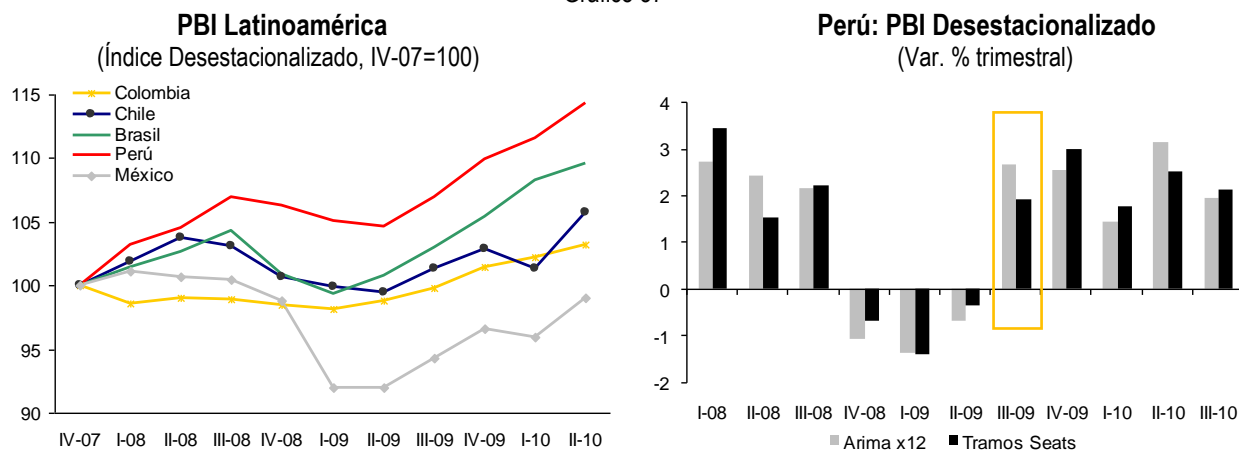 PBI Latinoamérica
(Índice Desestacionalizado, IV-07=100)
Colombia
Chile
Brasil
Perú
México
115
110
105
100
95
90
IV-07 I-08 II-08 III-08 IV-08 I-09 II-09 III-09 IV-09 I-10 II-10
Perú: PBI Desestacionalizado
(Var. % trimestral)
4
3
2
1
0
-1
-2
I-08 II-08 III-08 IV-08 I-09 II-09 III-09 IV-09 I-10 II-10 III-10
Arima x12 Tramos Seats